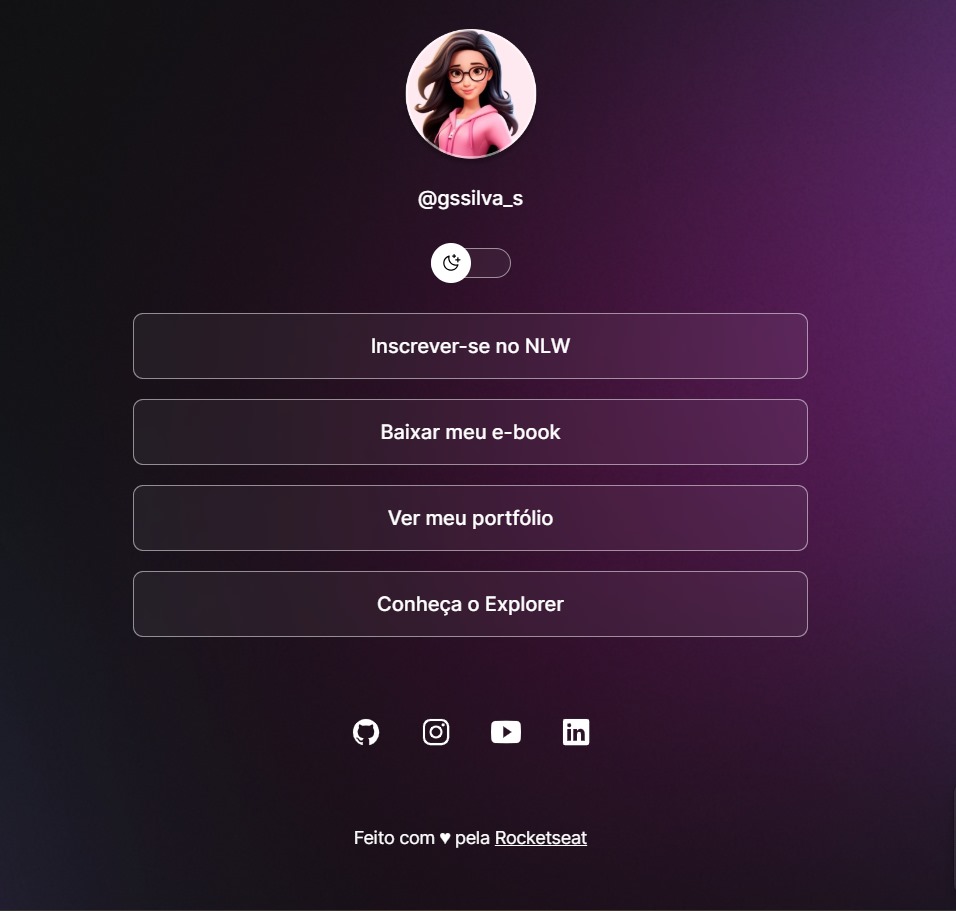 @gssilva_s
Inscrever-se no NLW
Baixar meu e-book
Ver meu portfólio
Conheça o Explorer
Feito com ♥ pela Rocketseat